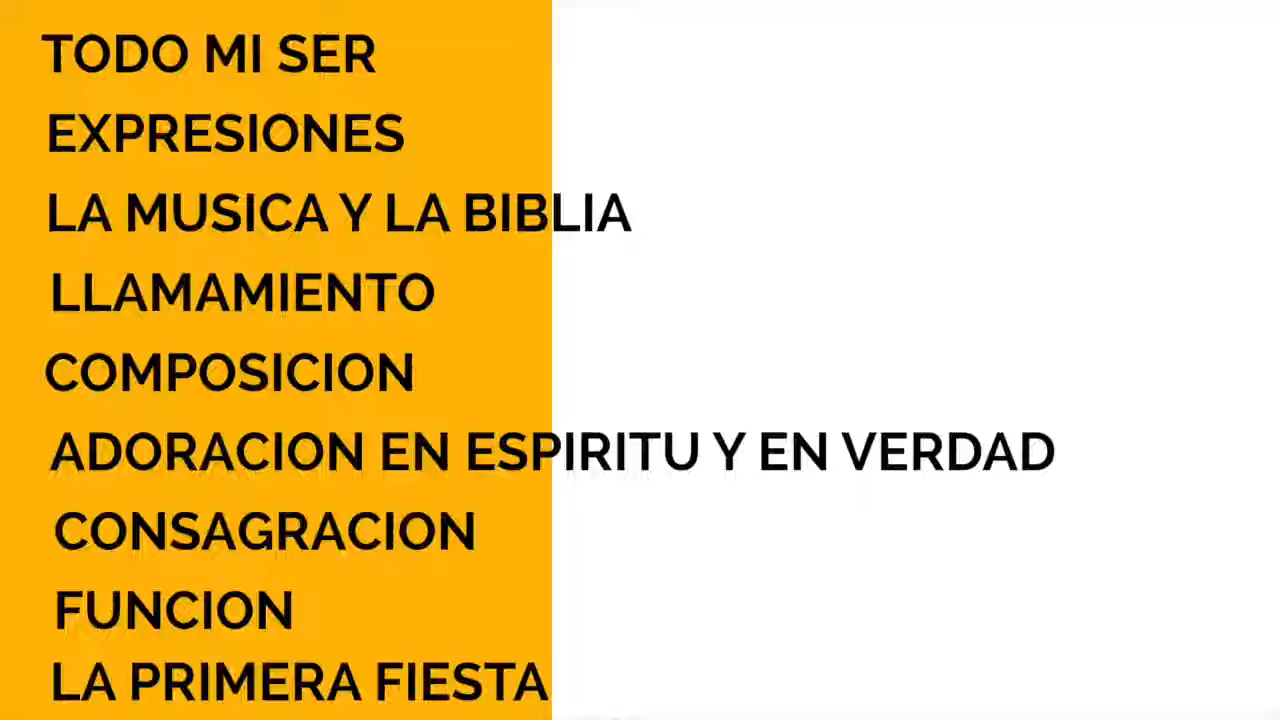 TODO MI SER
EXPRESIONES
LA MUSICA Y LA BIBLIA
LLAMAMIENTO
COMPOSICION
ADORACION EN ESPIRITU Y EN VERDAD
CONSAGRACION
FUNCION
LA PRIMERA FIESTA